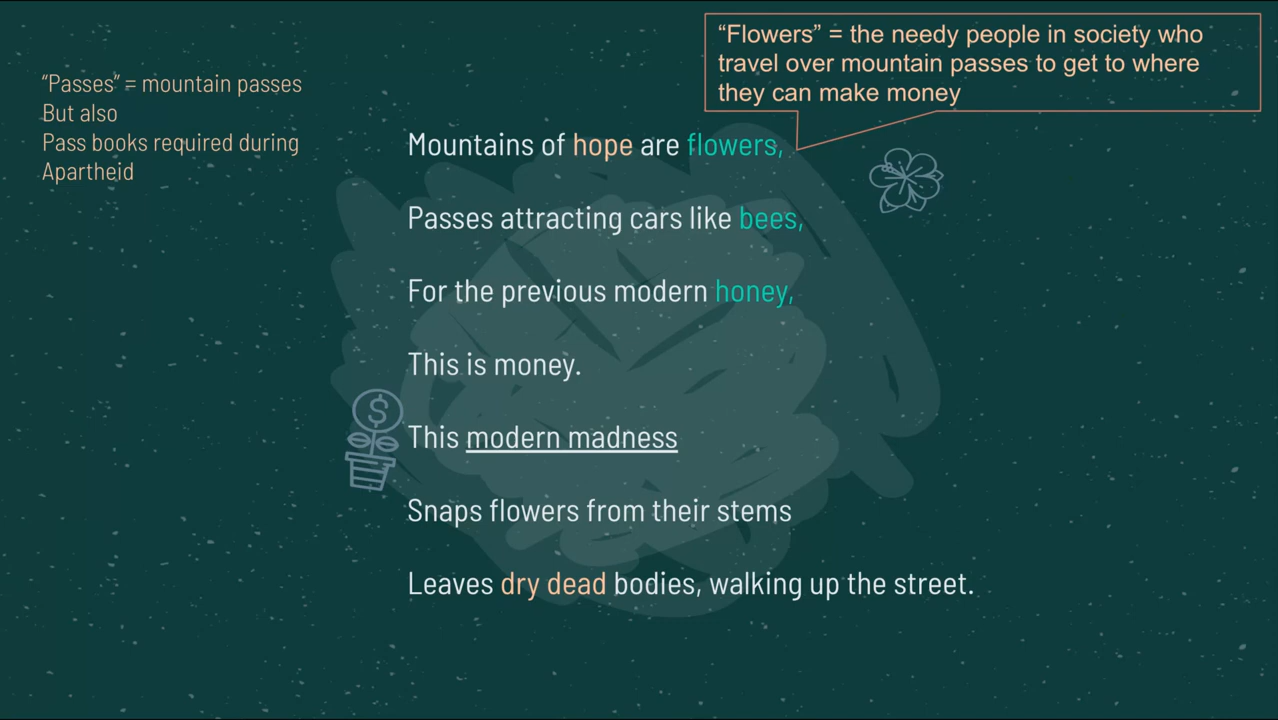 "Flowers" = the needy people in society who
travel over mountain passes to get to where
they can make money
"Passes" = mountain passes
But also
Pass books required during
Apartheid
Mountains of hope are flowers,
Passes attracting cars like bees,
For the previous modern honey,
This is money.
$
This modern madness
Snaps flowers from their stems
Leaves dry dead bodies, walking up the street.